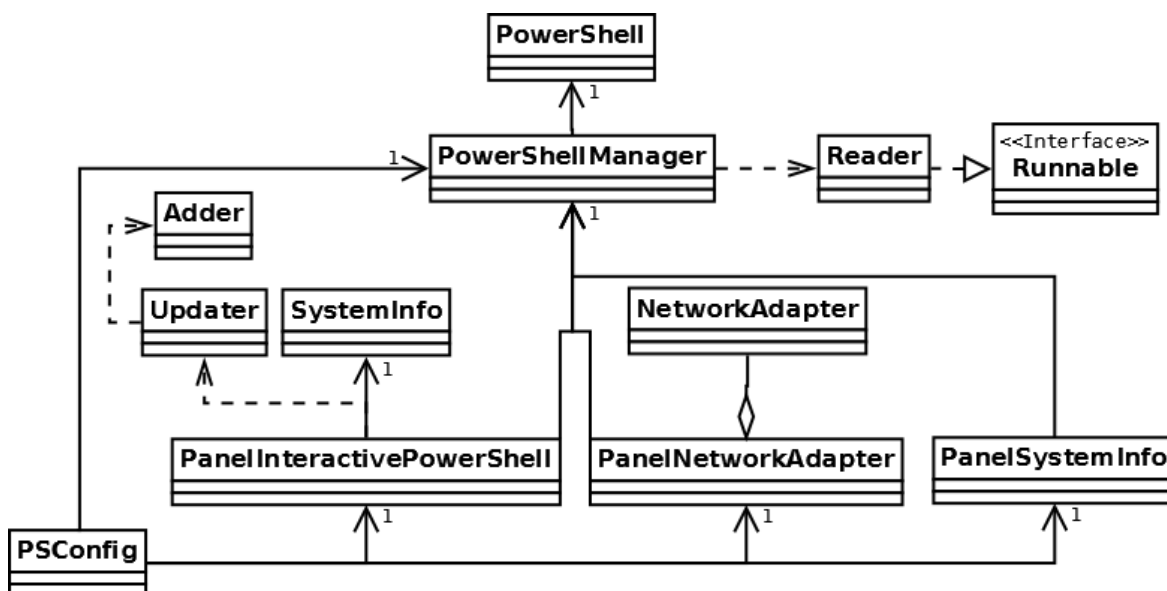 PowerShell
1
PowerShellManager
1
Reader
<<Interface>>
Runnable
1
Adder
Updater
SystemInfo
NetworkAdapter
1
PanelInteractivePowerShell
PanelNetworkAdapter
PanelSystemInfo
1
1
1
PSConfig